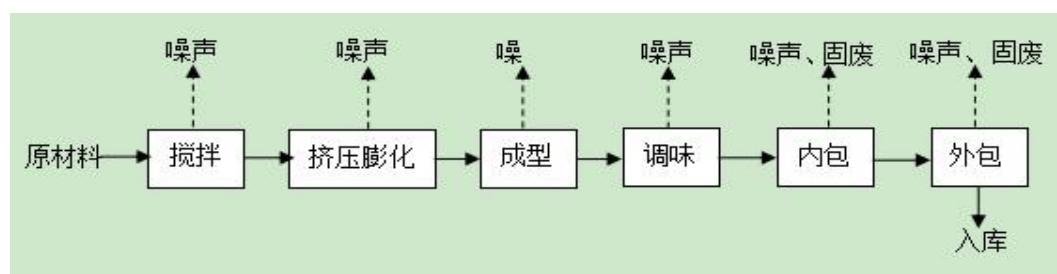 噪声 噪声 噪 噪声 噪声、固废 噪声、固废
原材料 搅拌 挤压膨化 成型 调味 内包 外包
入库